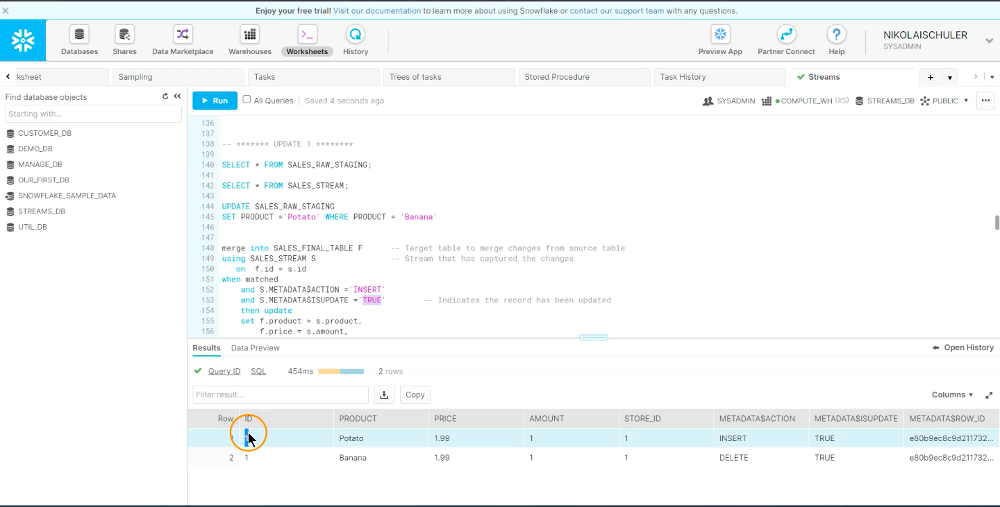 Enjoy your free trial! Visit our documentation to learn more about using Snowflake or contact our support team with any questions.
Databases Shares Data Marketplace Warehouses Worksheets History Preview App Partner Connect Help NIKOLAISCHULER
SYSADMIN
ksheet Sampling Tasks Trees of tasks Stored Procedure Task History Streams
Find database objects
Starting with...
CUSTOMER_DB
DEMO_DB
MANAGE_DB
OUR_FIRST_DB
SNOWFLAKE_SAMPLE_DATA
STREAMS_DB
UTIL_DB
Run All Queries Saved 4 seconds ago SYSADMIN COMPUTE_WH (XS) STREAMS_DB PUBLIC
136
137
138 -- ******* UPDATE 1 ********
139
140 SELECT * FROM SALES_RAW_STAGING;
141
142 SELECT * FROM SALES_STREAM;
143
144 UPDATE SALES_RAW_STAGING
145 SET PRODUCT ='Potato' WHERE PRODUCT = 'Banana'
146
147
148 merge into SALES_FINAL_TABLE F -- Target table to merge changes from source table
149 using SALES_STREAM S -- Stream that has captured the changes
150 on f.id = s.id
151 when matched
152 and S.METADATA$ACTION ='INSERT'
153 and S.METADATA$ISUPDATE ='TRUE' -- Indicates the record has been updated
154 then update
155 set f.product = s.product,
156 f.price = s.amount,
Results Data Preview Open History
Query ID SQL 454ms 2 rows
Filter result... Copy Columns
Row ID PRODUCT PRICE AMOUNT STORE_ID METADATA$ACTION METADATA$ISUPDATE METADATA$ROW_ID
1 Potato 1.99 1 1 INSERT TRUE e80b9ec8c9d211732...
2 1 Banana 1.99 1 1 DELETE TRUE e80b9ec8c9d211732...